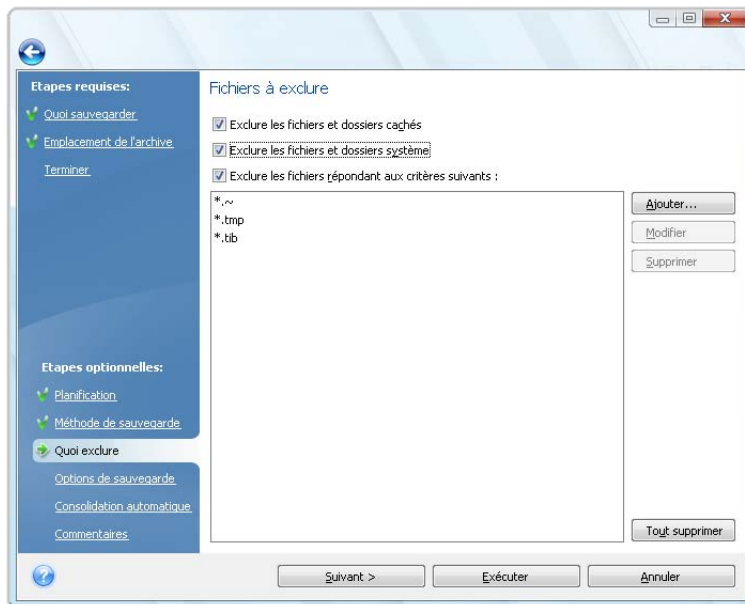 Etapes requises:
Quoi sauvegarder
Emplacement de l'archive
Terminer
Etapes optionnelles:
Planification
Méthode de sauvegarde
Quoi exclure
Options de sauvegarde
Consolidation automatique
Commentaires
Fichiers à exclure
Exclure les fichiers et dossiers cachés
Exclure les fichiers et dossiers système
Exclure les fichiers répondant aux critères suivants :
*.~
*.tmp
*.tib
Ajouter...
Modifier
Supprimer
Tout supprimer
Suivant >
Exécuter
Annuler